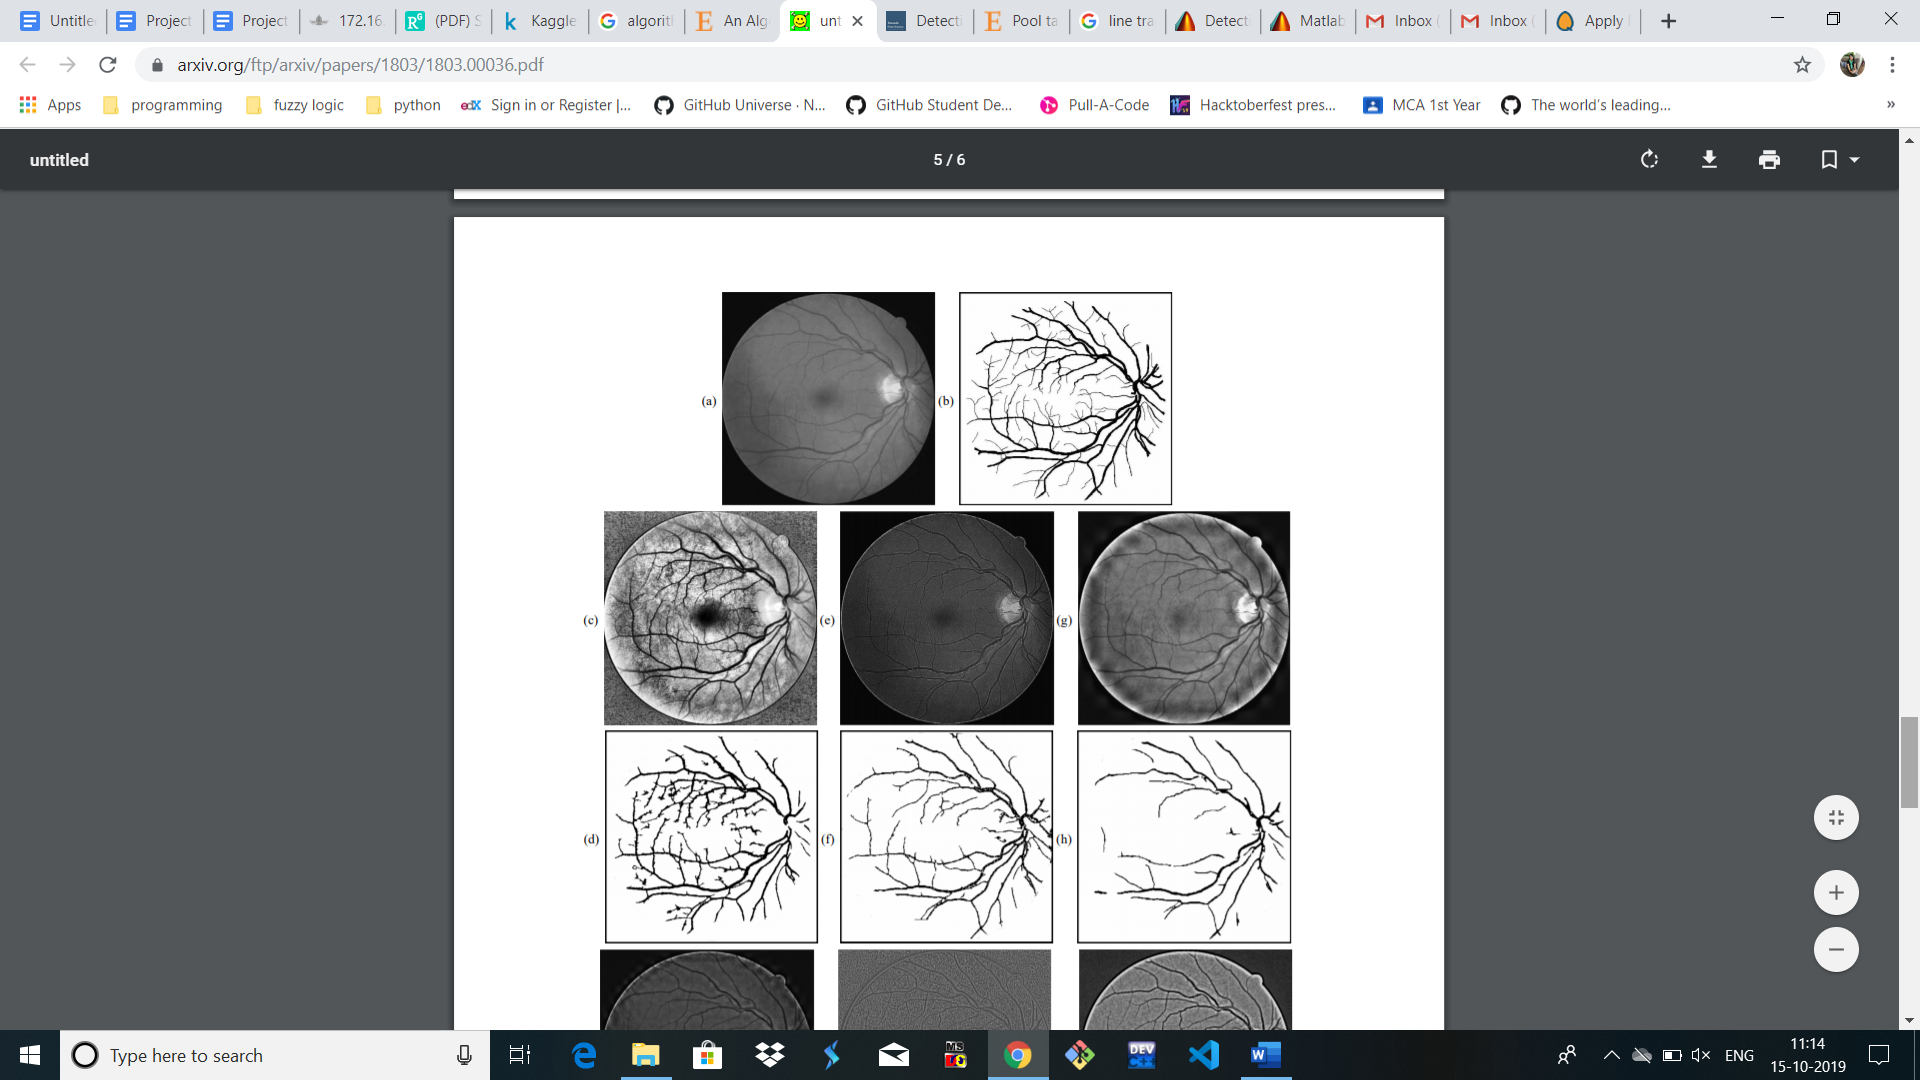 Untitle
Project
Project
172.16.
(PDF) S
Kaggle
algorit
An Alg
unt
Detecti
Pool ta
line tra
Detect
Matlab
Inbox (
Inbox (
Apply
arxiv.org/ftp/arxiv/papers/1803/1803.00036.pdf
Apps
programming
fuzzy logic
python
edX
Sign in or Register |...
GitHub Universe · N...
GitHub Student De...
Pull-A-Code
Hacktoberfest pres...
MCA 1st Year
The world's leading...
»
untitled
5 / 6
(a)
(b)
(c)
(e)
(g)
(d)
(f)
(h)
Type here to search
DEV
ENG
11:14
15-10-2019